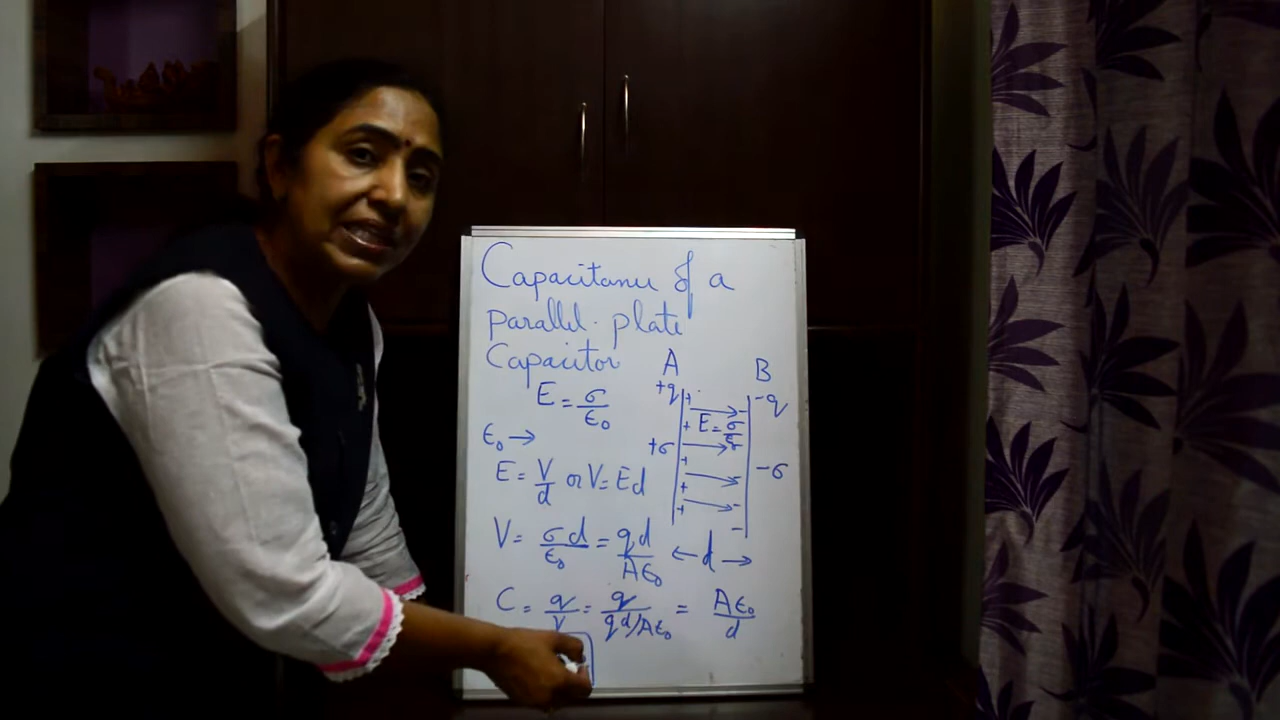 Capacitance of a
parallel plate
Capacitor
A
B
+q
-q
E = σ/ε₀
E = σ/ε₀
ε₀ →
+σ
-σ
E = V/d or V = Ed
V = σd/ε₀ = qd/Aε₀
← d →
C = q/V = q/qd/Aε₀ = Aε₀/d